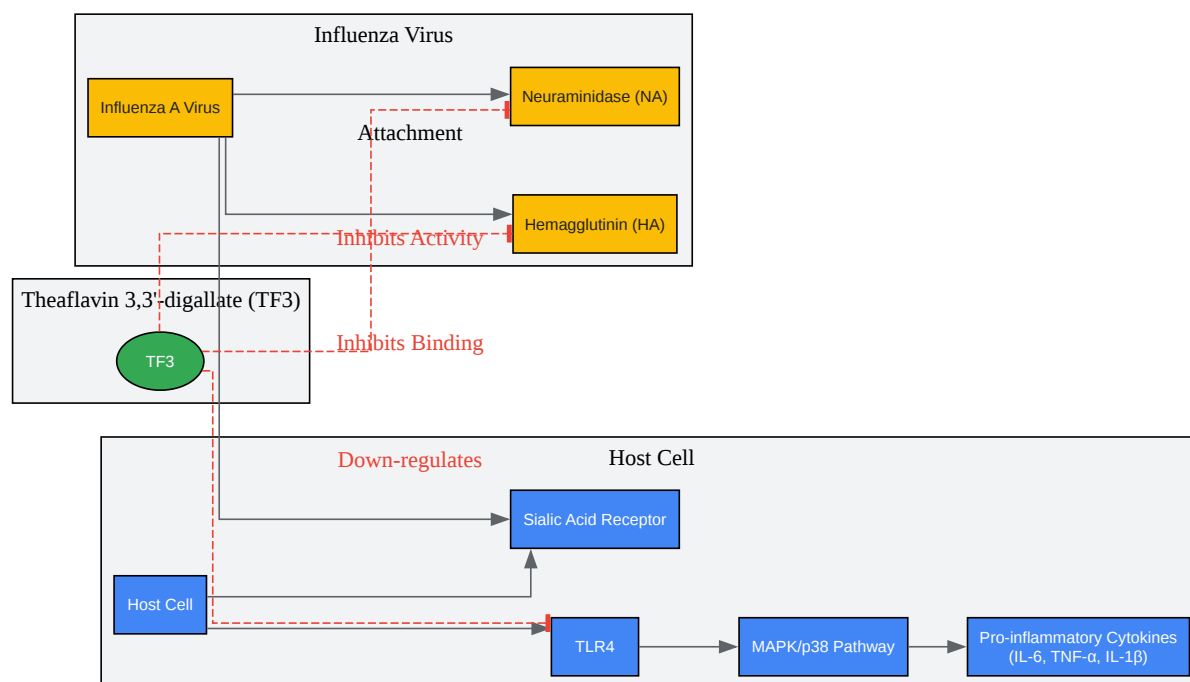 Influenza Virus
Influenza A Virus
Neuraminidase (NA)
Attachment
Hemagglutinin (HA)
Inhibits Activity
Theaflavin 3,3'-digallate (TF3)
TF3
Inhibits Binding
Down-regulates
Host Cell
Sialic Acid Receptor
Host Cell
TLR4
MAPK/p38 Pathway
Pro-inflammatory Cytokines
(IL-6, TNF-α, IL-1β)